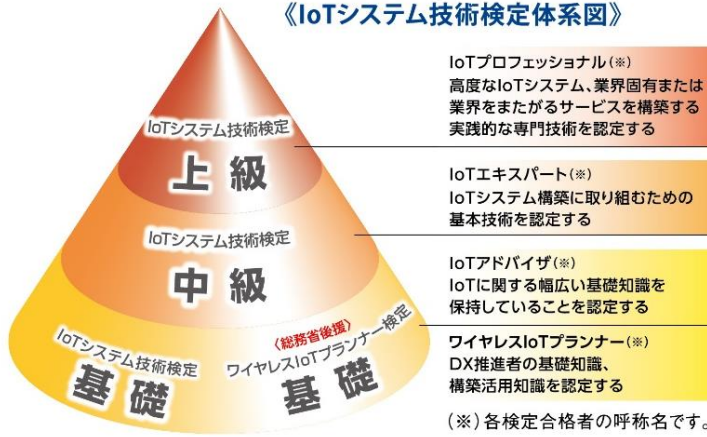 《IoTシステム技術検定体系図》
IoTシステム技術検定
上級
IoTシステム技術検定
中級
IoTシステム技術検定
基礎
〈総務省後援〉
ワイヤレスIoTプランナー検定
基礎
IoTプロフェッショナル(※)
高度なIoTシステム、業界固有または
業界をまたがるサービスを構築する
実践的な専門技術を認定する
IoTエキスパート(※)
IoTシステム構築に取り組むための
基本技術を認定する
IoTアドバイザ(※)
IoTに関する幅広い基礎知識を
保持していることを認定する
ワイヤレスIoTプランナー(※)
DX推進者の基礎知識、
構築活用知識を認定する
(※)各検定合格者の呼称名です。